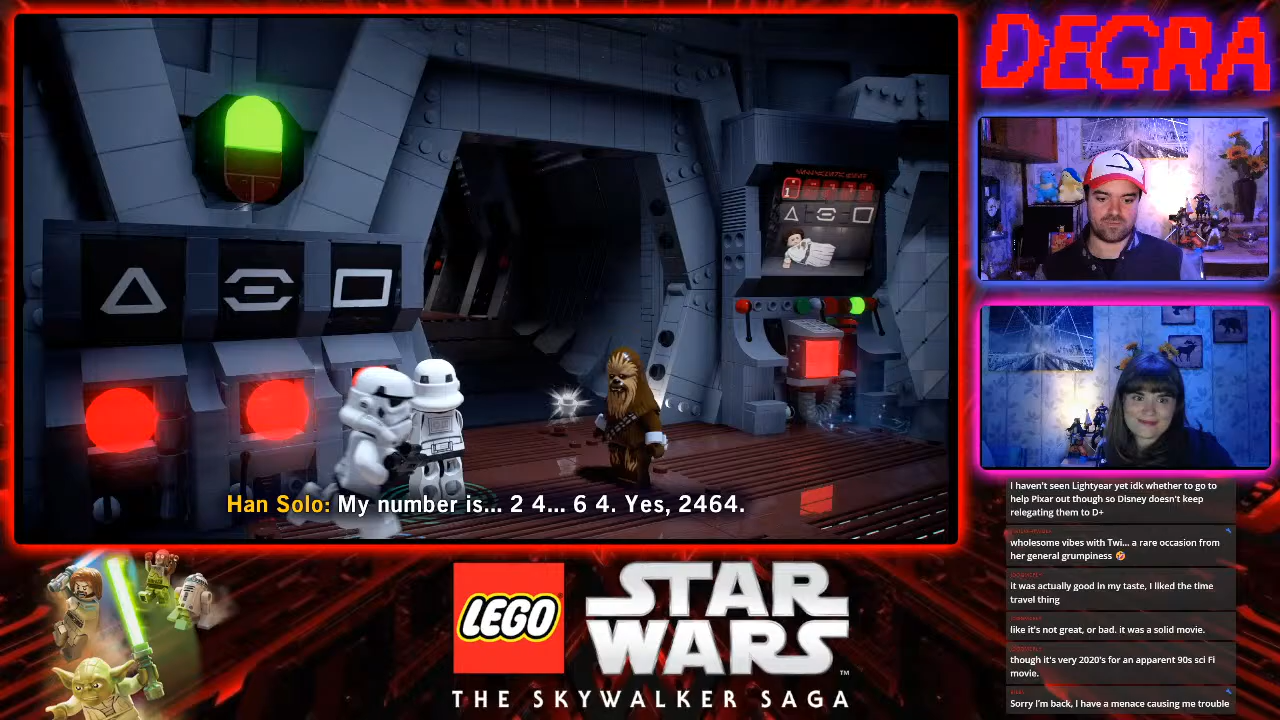 DEGRA
1
Han Solo: My number is... 2 4... 6 4. Yes, 2464.
I haven't seen Lightyear yet idk whether to go to
help Pixar out though so Disney doesn't keep
relegating them to D+
wholesome vibes with Twi... a rare occasion from
her general grumpiness 🤣
it was actually good in my taste, I liked the time
travel thing
like it's not great, or bad. it was a solid movie.
though it's very 2020's for an apparent 90s sci Fi
movie.
Sorry I'm back, I have a menace causing me trouble
LEGO
STAR
WARS™
THE SKYWALKER SAGA